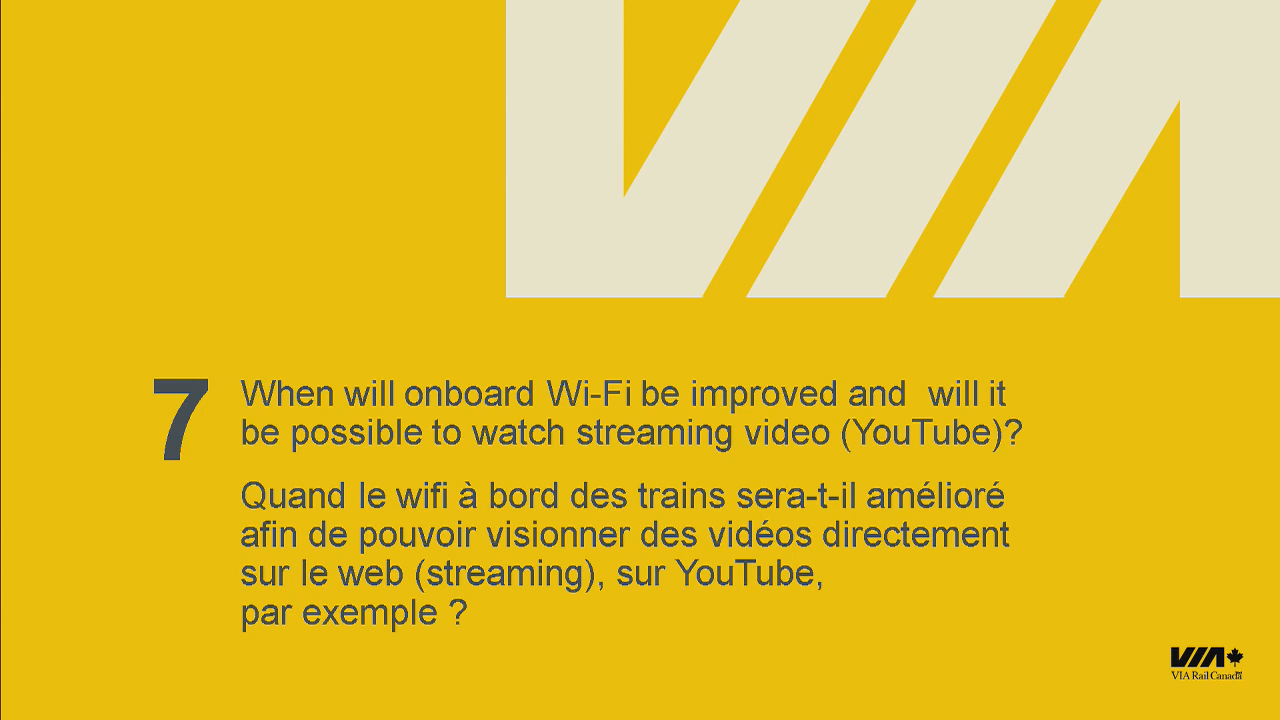 VIA
7
When will onboard Wi-Fi be improved and  will it
be possible to watch streaming video (YouTube)?
Quand le wifi à bord des trains sera-t-il amélioré
afin de pouvoir visionner des vidéos directement
sur le web (streaming), sur YouTube,
par exemple ?
VIA
VIA Rail Canada